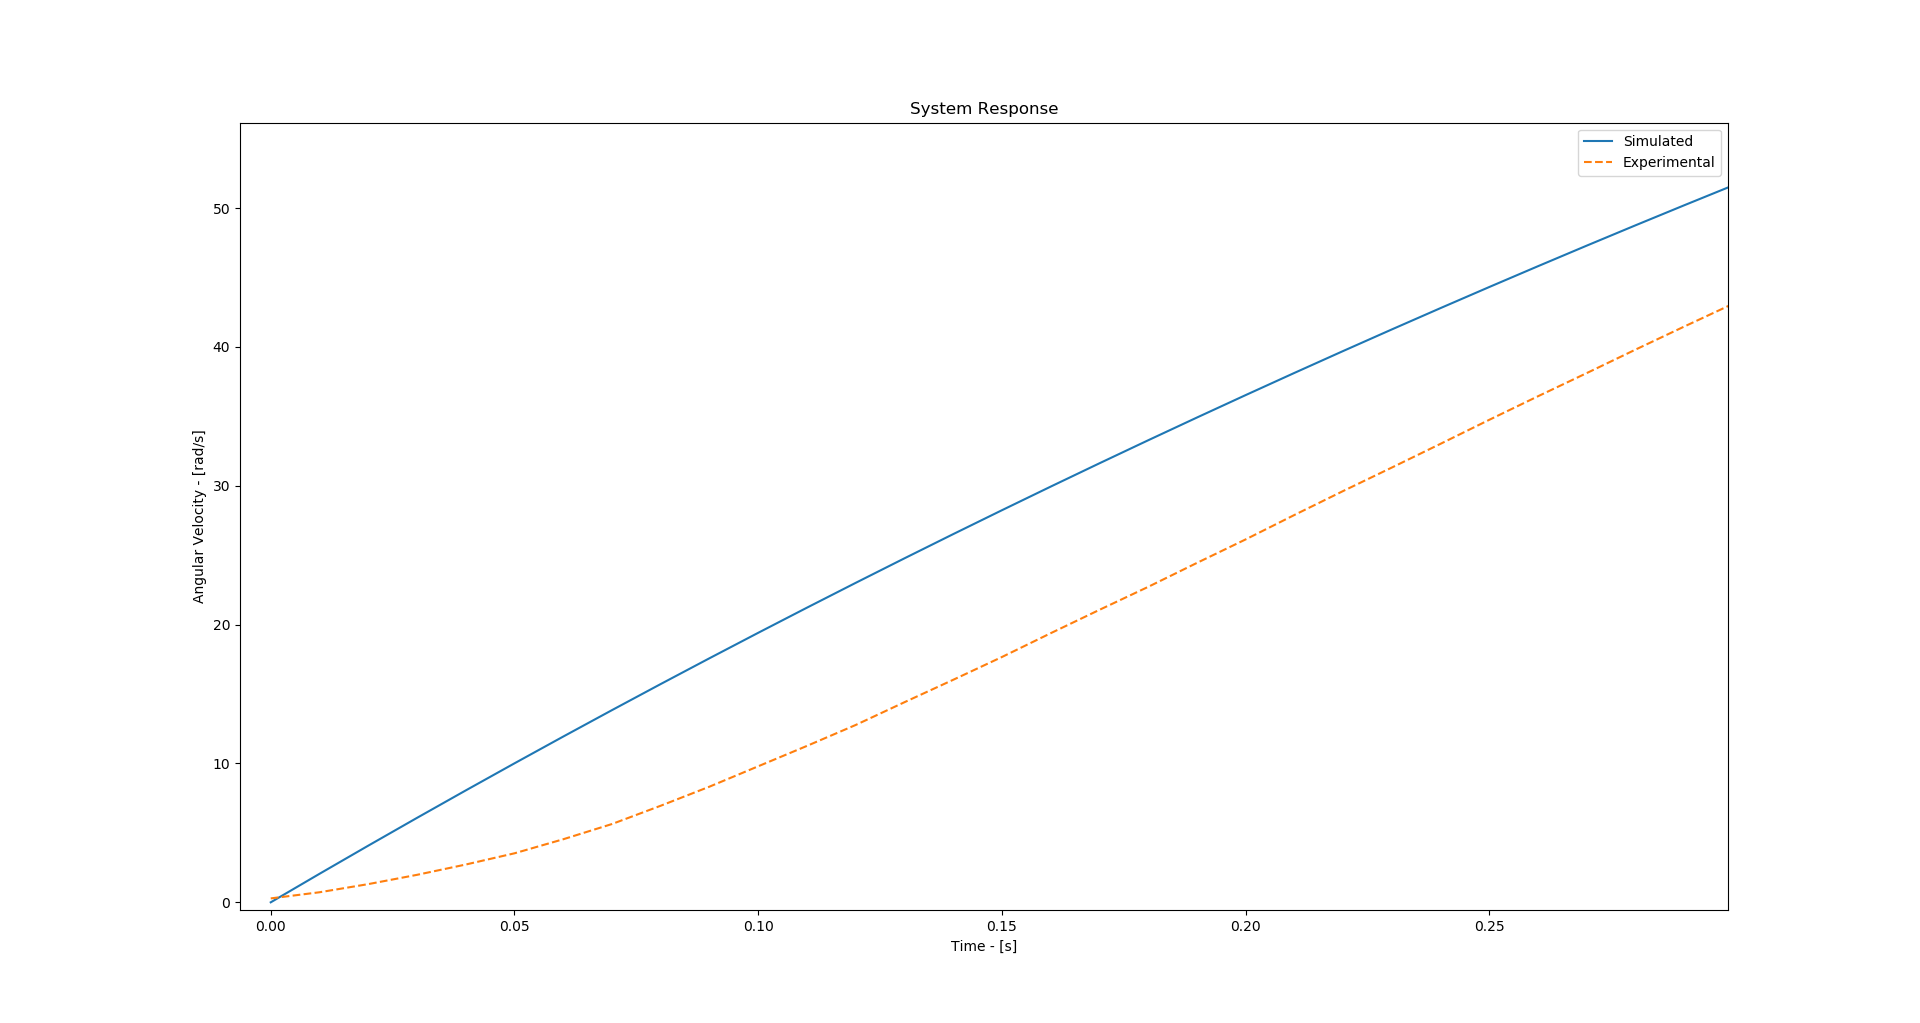 System Response
Simulated
Experimental
50
40
30
20
10
0
Angular Velocity - [rad/s]
0.00 0.05 0.10 0.15 0.20 0.25
Time - [s]